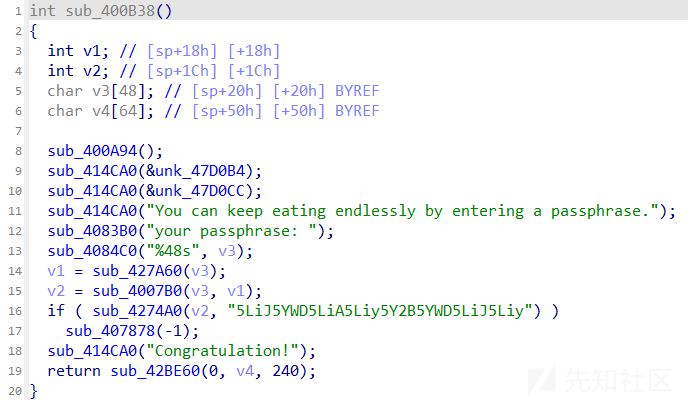 1 int sub_400B38()
2 {
3 int v1; // [sp+18h] [+18h]
4 int v2; // [sp+1Ch] [+1Ch]
5 char v3[48]; // [sp+20h] [+20h] BYREF
6 char v4[64]; // [sp+50h] [+50h] BYREF
7
8 sub_400A94();
9 sub_414CA0(&unk_47D0B4);
10 sub_414CA0(&unk_47D0CC);
11 sub_414CA0("You can keep eating endlessly by entering a passphrase.");
12 sub_4083B0("your passphrase: ");
13 sub_4084C0("%48s", v3);
14 v1 = sub_427A60(v3);
15 v2 = sub_4007B0(v3, v1);
16 if ( sub_4274A0(v2, "5LiJ5YWD5LiA5Liy5Y2B5YWD5LiJ5Liy") )
17 sub_407878(-1);
18 sub_414CA0("Congratulation!");
19 return sub_42BE60(0, v4, 240);
20 }
先知社区